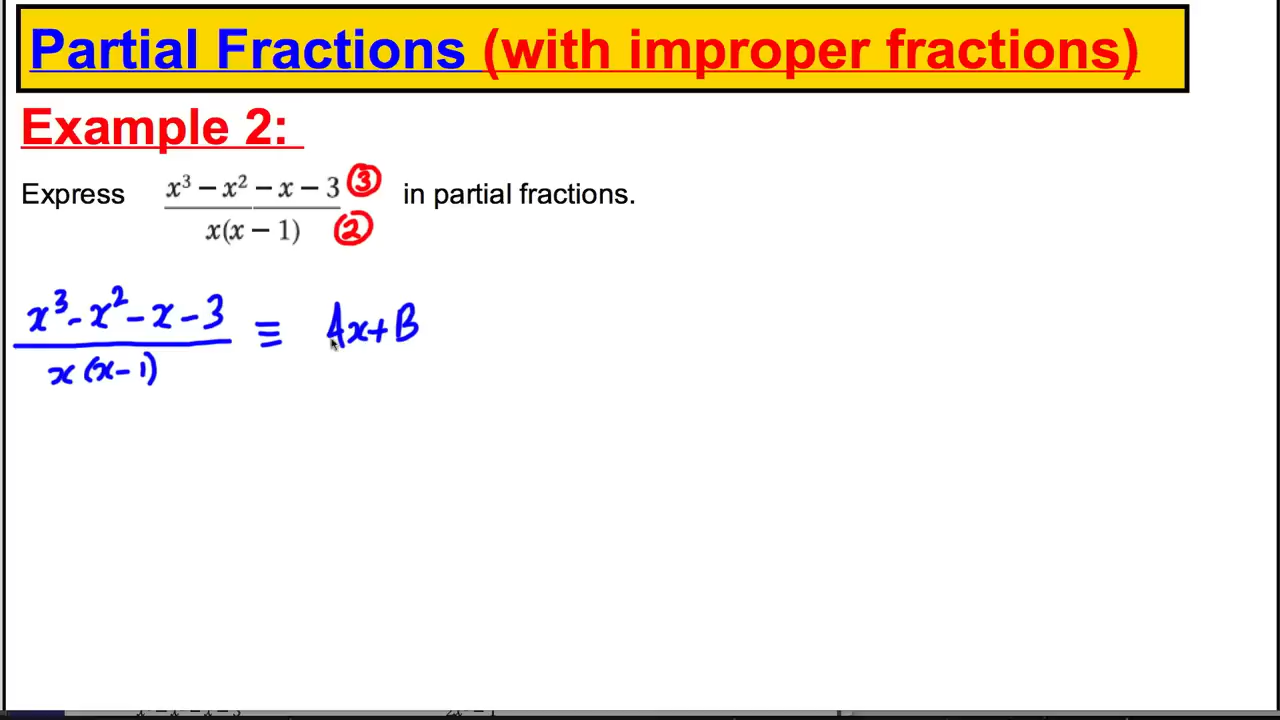 Partial Fractions (with improper fractions)
Example 2:
Express x³ − x² − x − 3 ③ in partial fractions.
x(x − 1) ②
x³ - x² - x - 3 ≡ Ax + B
x (x - 1)